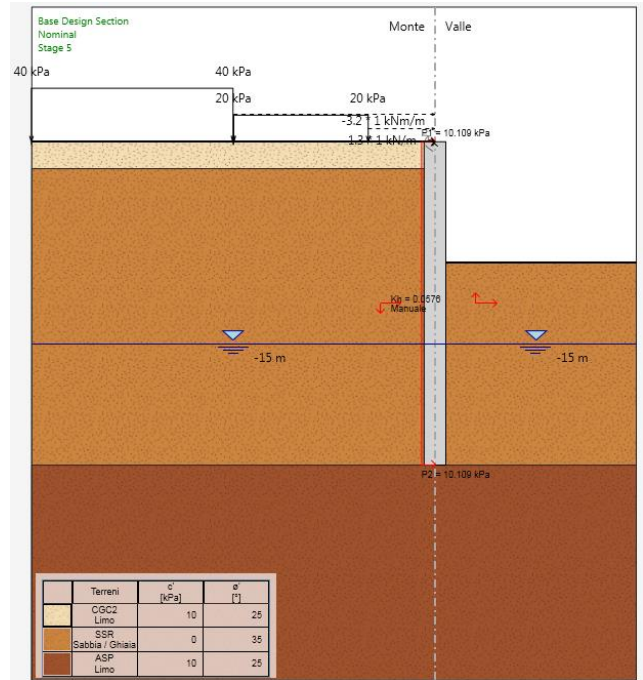 Base Design Section
Nominal
Stage 5
Monte
Valle
40 kPa
40 kPa
20 kPa
20 kPa
-3.2 * 1 kNm/m
P1 = 10.109 kPa
1.3 * 1 kN/m
Kh = 0.0576
Manuale
-15 m
-15 m
P2 = 10.109 kPa
Terreni c' [kPa] ø' [°]
CGC2
Limo 10 25
SSR
Sabbia / Ghiaia 0 35
ASP
Limo 10 25